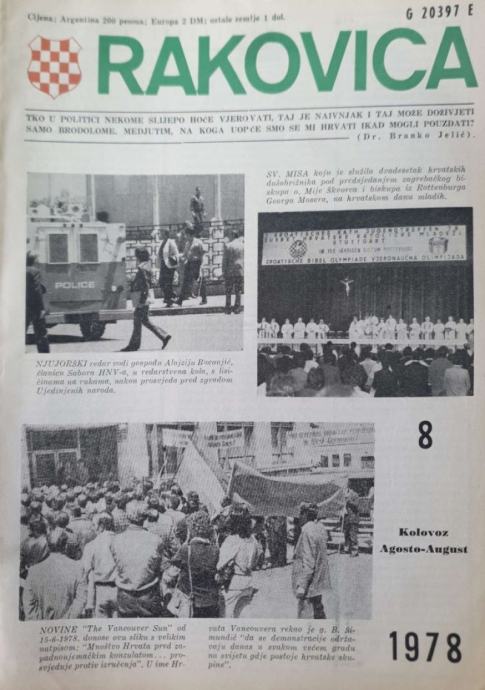 Cijena: Argentina 200 pesosa; Europa 2 DM; ostale zemlje 1 dol.
G 20397 E
RAKOVICA
TKO U POLITICI NEKOME SLIJEPO HOĆE VJEROVATI, TAJ JE NAIVNJAK I TAJ MOŽE DOŽIVJETI
SAMO BRODOLOME. MEDJUTIM, NA KOGA UOPĆE SMO SE MI HRVATI IKAD MOGLI POUZDATI?
(Dr. Branko Jelić).
SV. MISA koju je služilo dvadesetak hrvatskih
dušobrižnika pod predsjedanjem zagrebačkog bi-
skupa o. Mije Škvorca i biskupa iz Rottenburga
Georga Mosera, na hrvatskom danu mladih.
POLICE
STUTTGART
KROATISCHE BIBEL OLYMPIADE VJERONAUČNA OLIMPIJADA
NJUJORŠKI redar vodi gospodu Alojziju
članicu Sabora HNV-a, u redarstvena kola, s lisi-
činama na rukama, nakon prosvjeda pred zgradom
Ujedinjenih naroda.
8
Kolovoz
Agosto-August
NOVINE "The Vancouver Sun" od
15-6-1978. donose ovu sliku s velikim
natpisom: "Mnoštvo Hrvata pred za-
padnonjemačkim konzulatom... pro-
svjeduje protiv izručenja". U ime Hr-
vata Vancouvera rekao je g. B. Ši-
mundić "da se demonstracije održa-
vaju danas u svakom većem gradu
na svijetu gdje postoje hrvatske sku-
pine".
1978